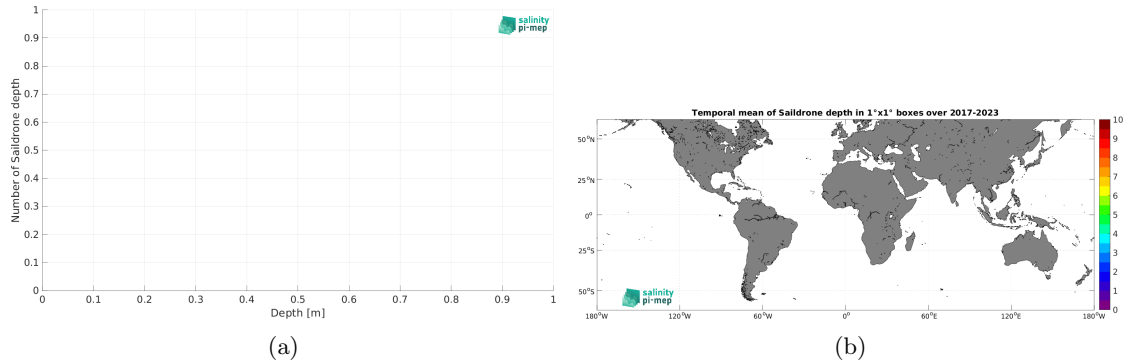 1
0.9
0.8
0.7
0.6
0.5
0.4
0.3
0.2
0.1
0
Number of Saildrone depth
0 0.1 0.2 0.3 0.4 0.5 0.6 0.7 0.8 0.9 1
Depth [m]
salinity
pi-mep
(a)
Temporal mean of Saildrone depth in 1°x1° boxes over 2017-2023
50°N
25°N
0°
25°S
50°S
180°W 120°W 60°W 0° 60°E 120°E 180°W
10
9
8
7
6
5
4
3
2
1
0
salinity
pi-mep
(b)